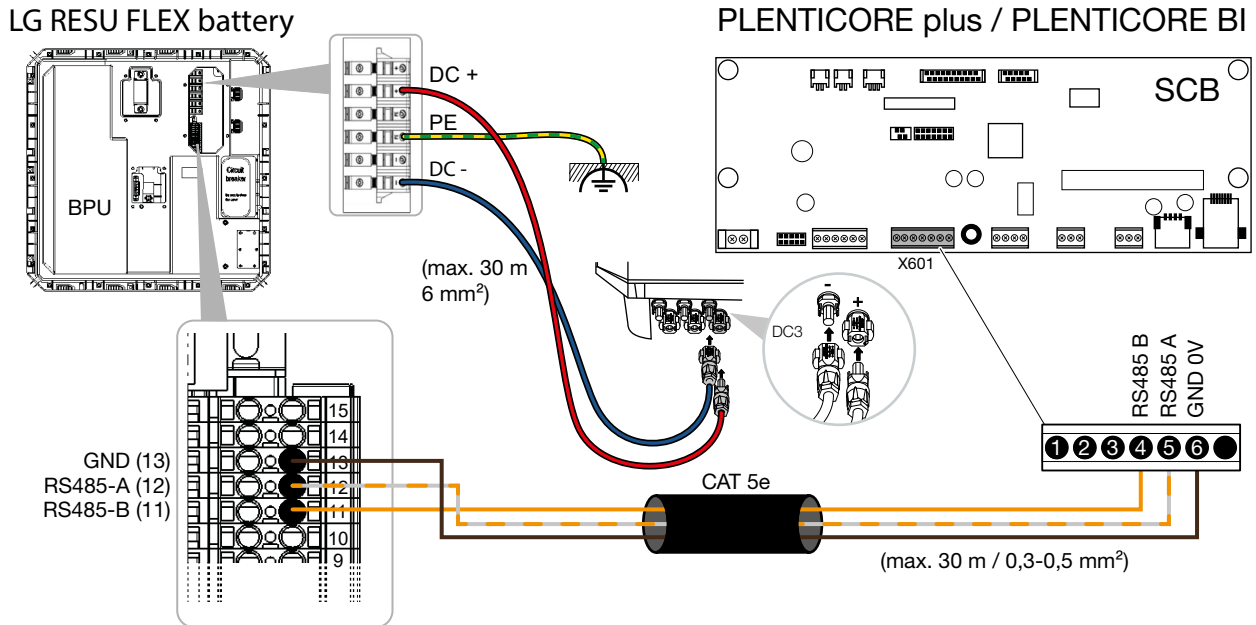 LG RESU FLEX battery
PLENTICORE plus / PLENTICORE BI
BPU
Circuit
breaker
DC +
PE
DC -
(max. 30 m
6 mm²)
DC3
-
+
SCB
X601
RS485 B
RS485 A
GND 0V
1 2 3 4 5 6
15
14
13
12
11
10
9
GND (13)
RS485-A (12)
RS485-B (11)
CAT 5e
(max. 30 m / 0,3-0,5 mm²)